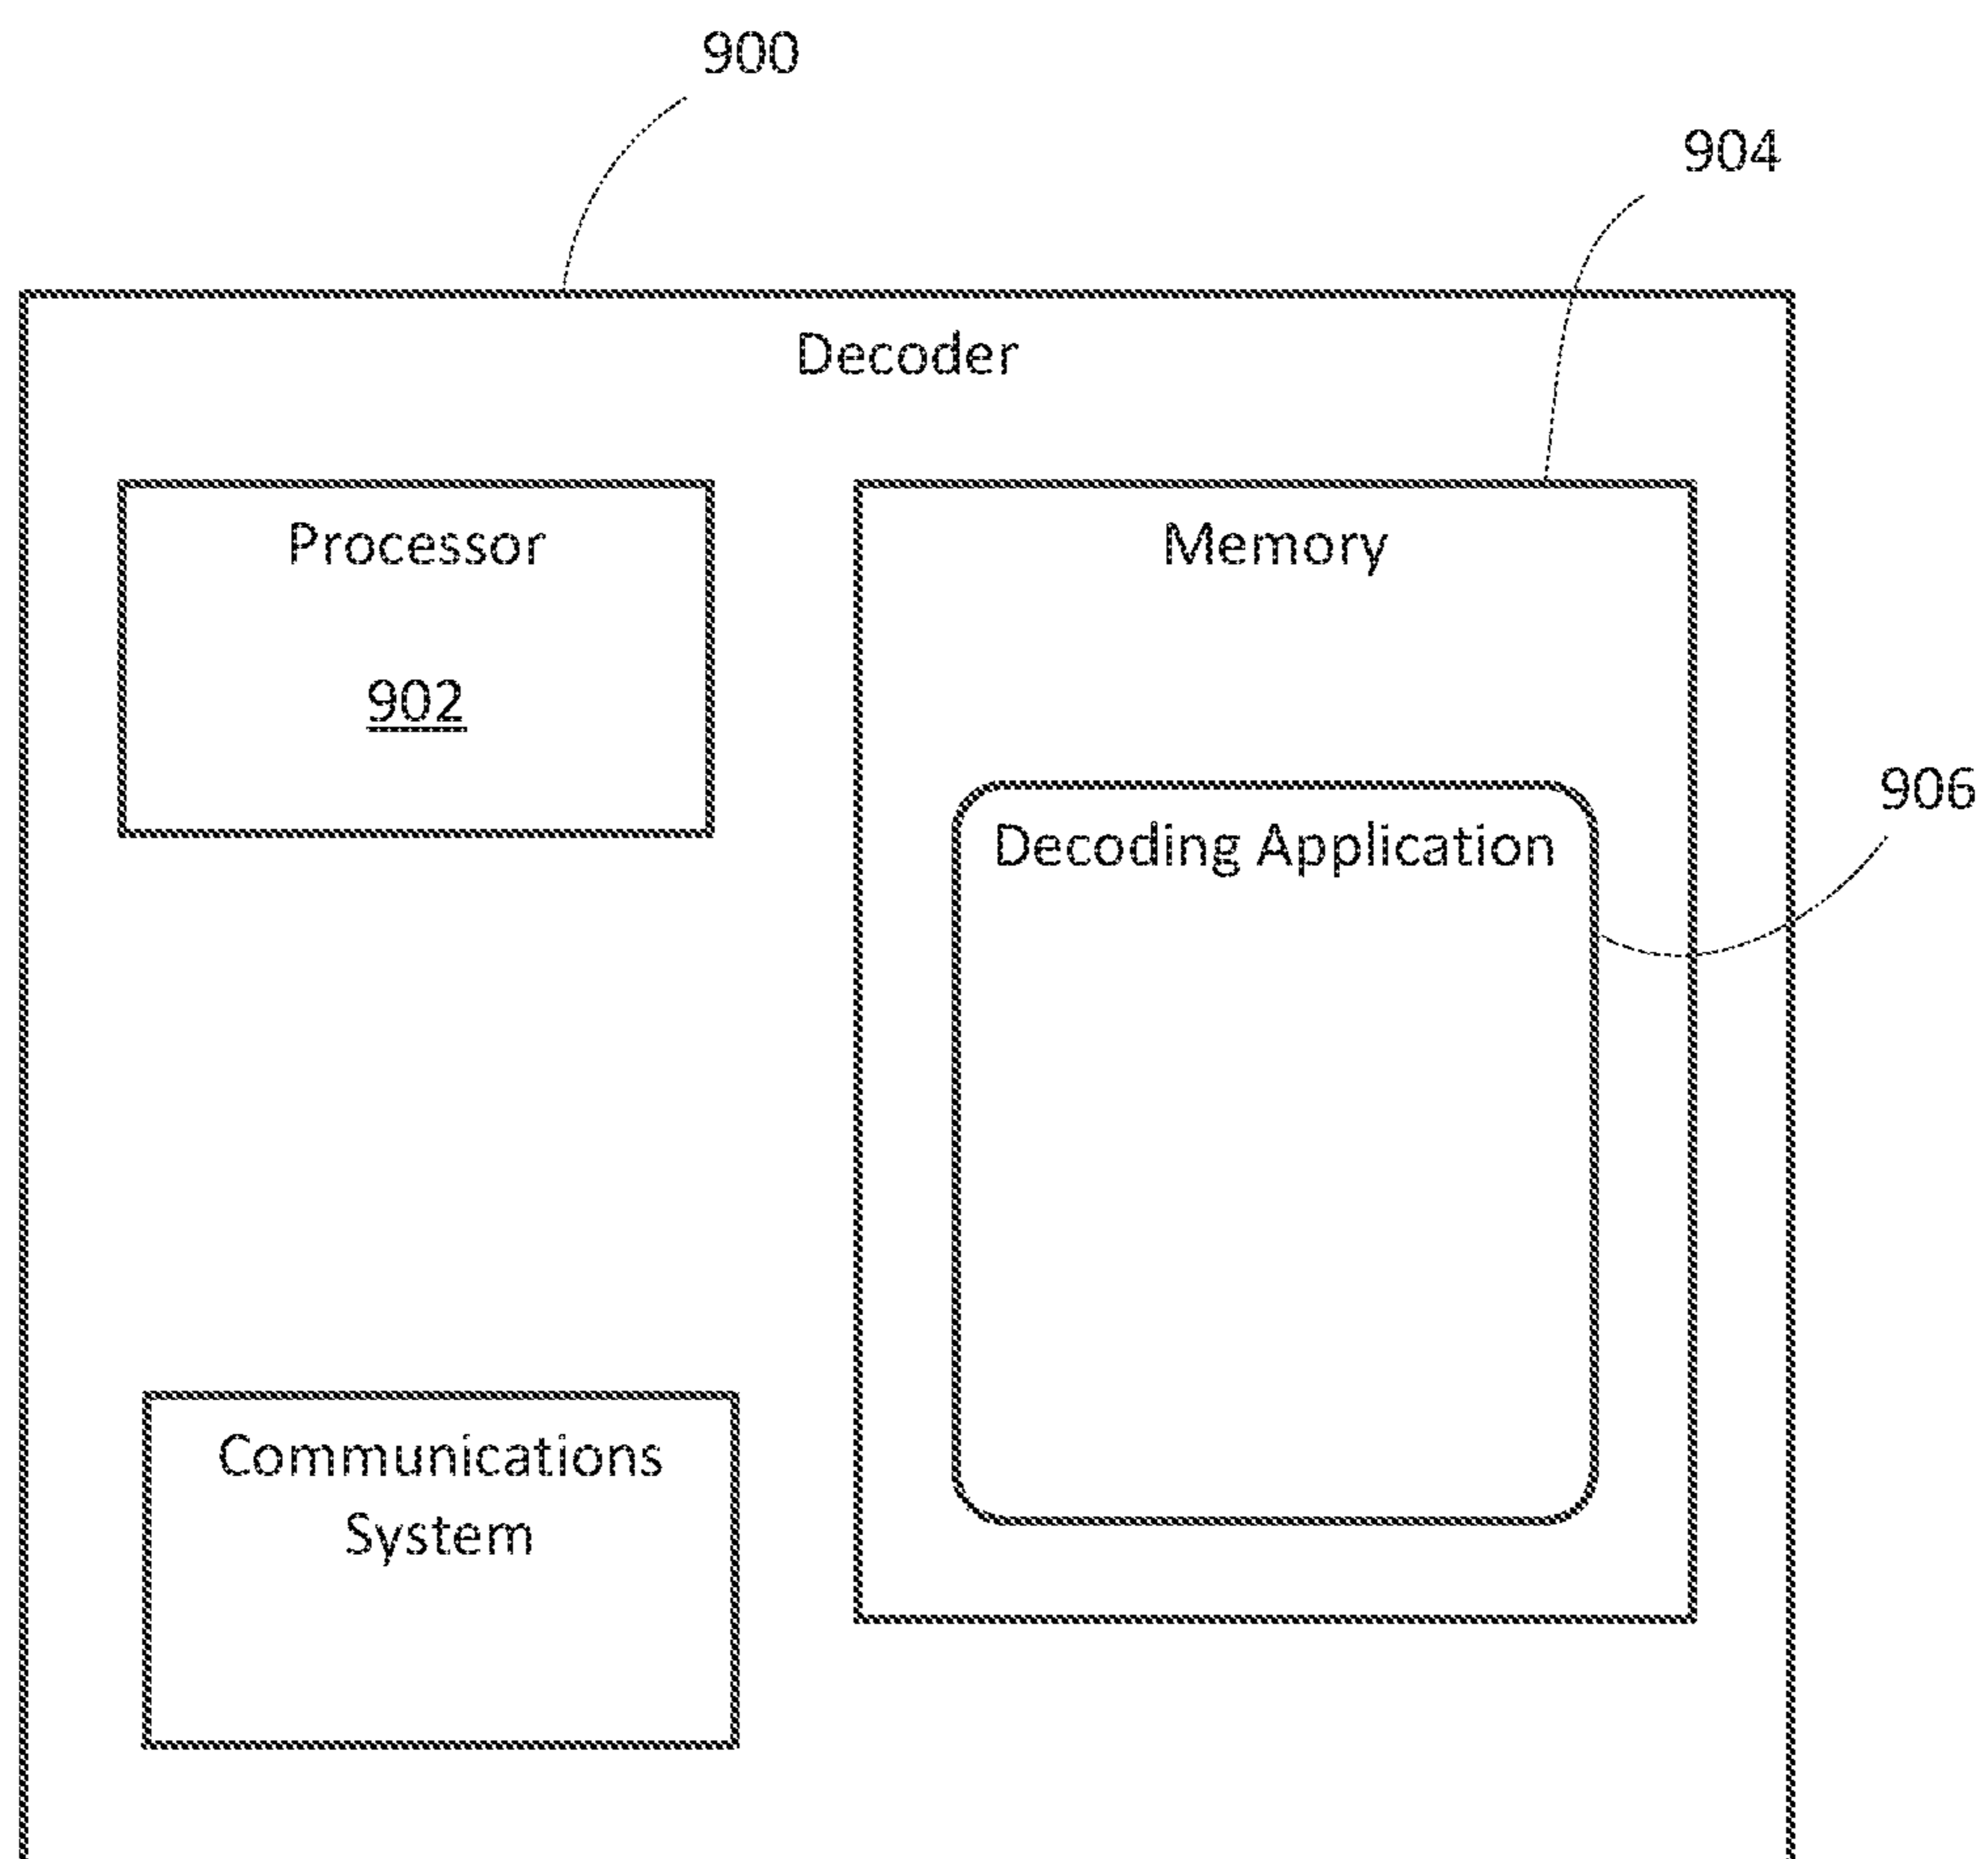 900
904
Decoder
Processor
Memory
902
906
Decoding Application
Communications
System